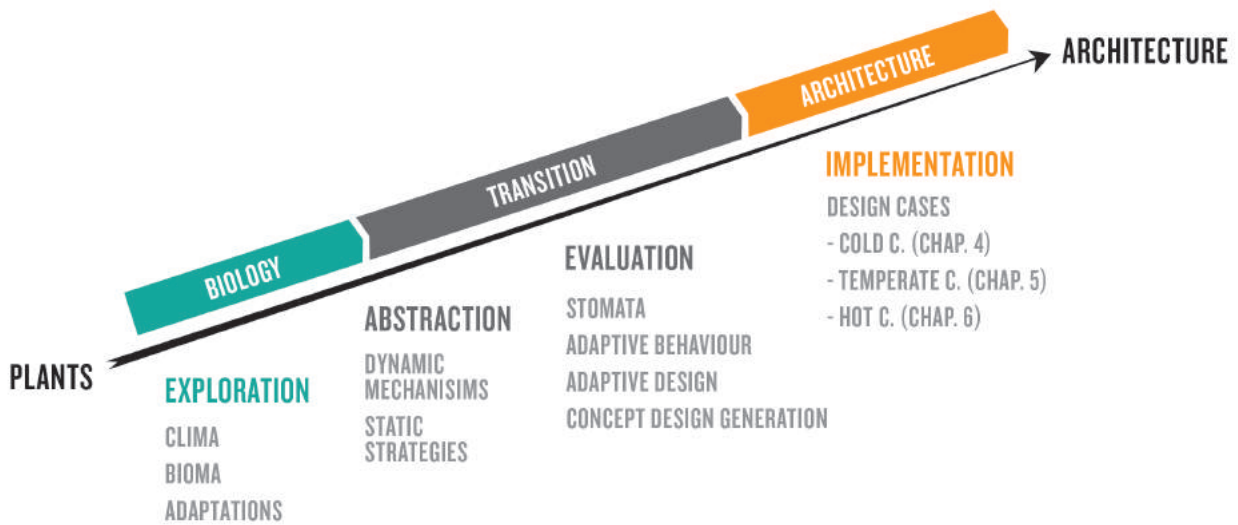 PLANTS
BIOLOGY
TRANSITION
ARCHITECTURE
ARCHITECTURE
EXPLORATION
CLIMA
BIOMA
ADAPTATIONS
ABSTRACTION
DYNAMIC
MECHANISIMS
STATIC
STRATEGIES
EVALUATION
STOMATA
ADAPTIVE BEHAVIOUR
ADAPTIVE DESIGN
CONCEPT DESIGN GENERATION
IMPLEMENTATION
DESIGN CASES
- COLD C. (CHAP. 4)
- TEMPERATE C. (CHAP. 5)
- HOT C. (CHAP. 6)